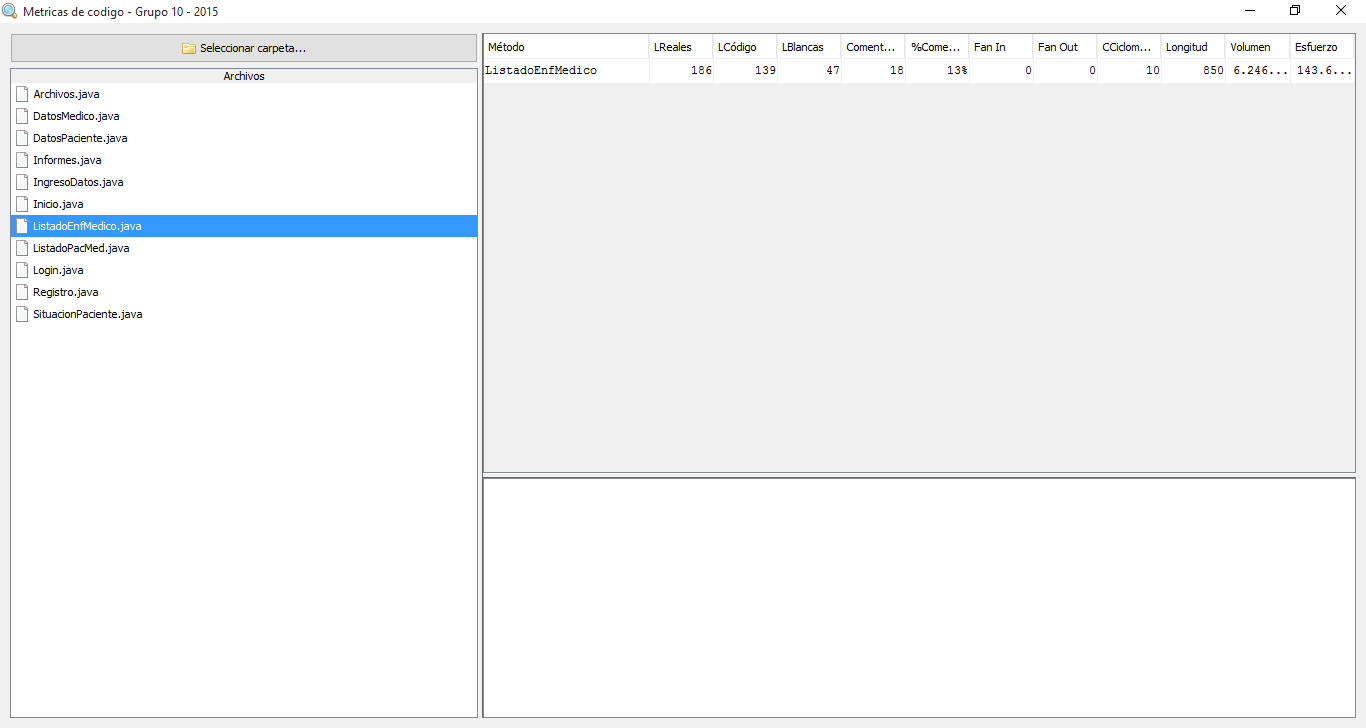 Metricas de codigo - Grupo 10 - 2015
Seleccionar carpeta...
Archivos
Archivos.java
DatosMedico.java
DatosPaciente.java
Informes.java
IngresoDatos.java
Inicio.java
ListadoEnfMedico.java
ListadoPacMed.java
Login.java
Registro.java
SituacionPaciente.java
Método LReales LCódigo LBlancas Coment... %Come... Fan In Fan Out CCiclom... Longitud Volumen Esfuerzo
ListadoEnfMedico 186 139 47 18 13% 0 0 10 850 6.246... 143.6...